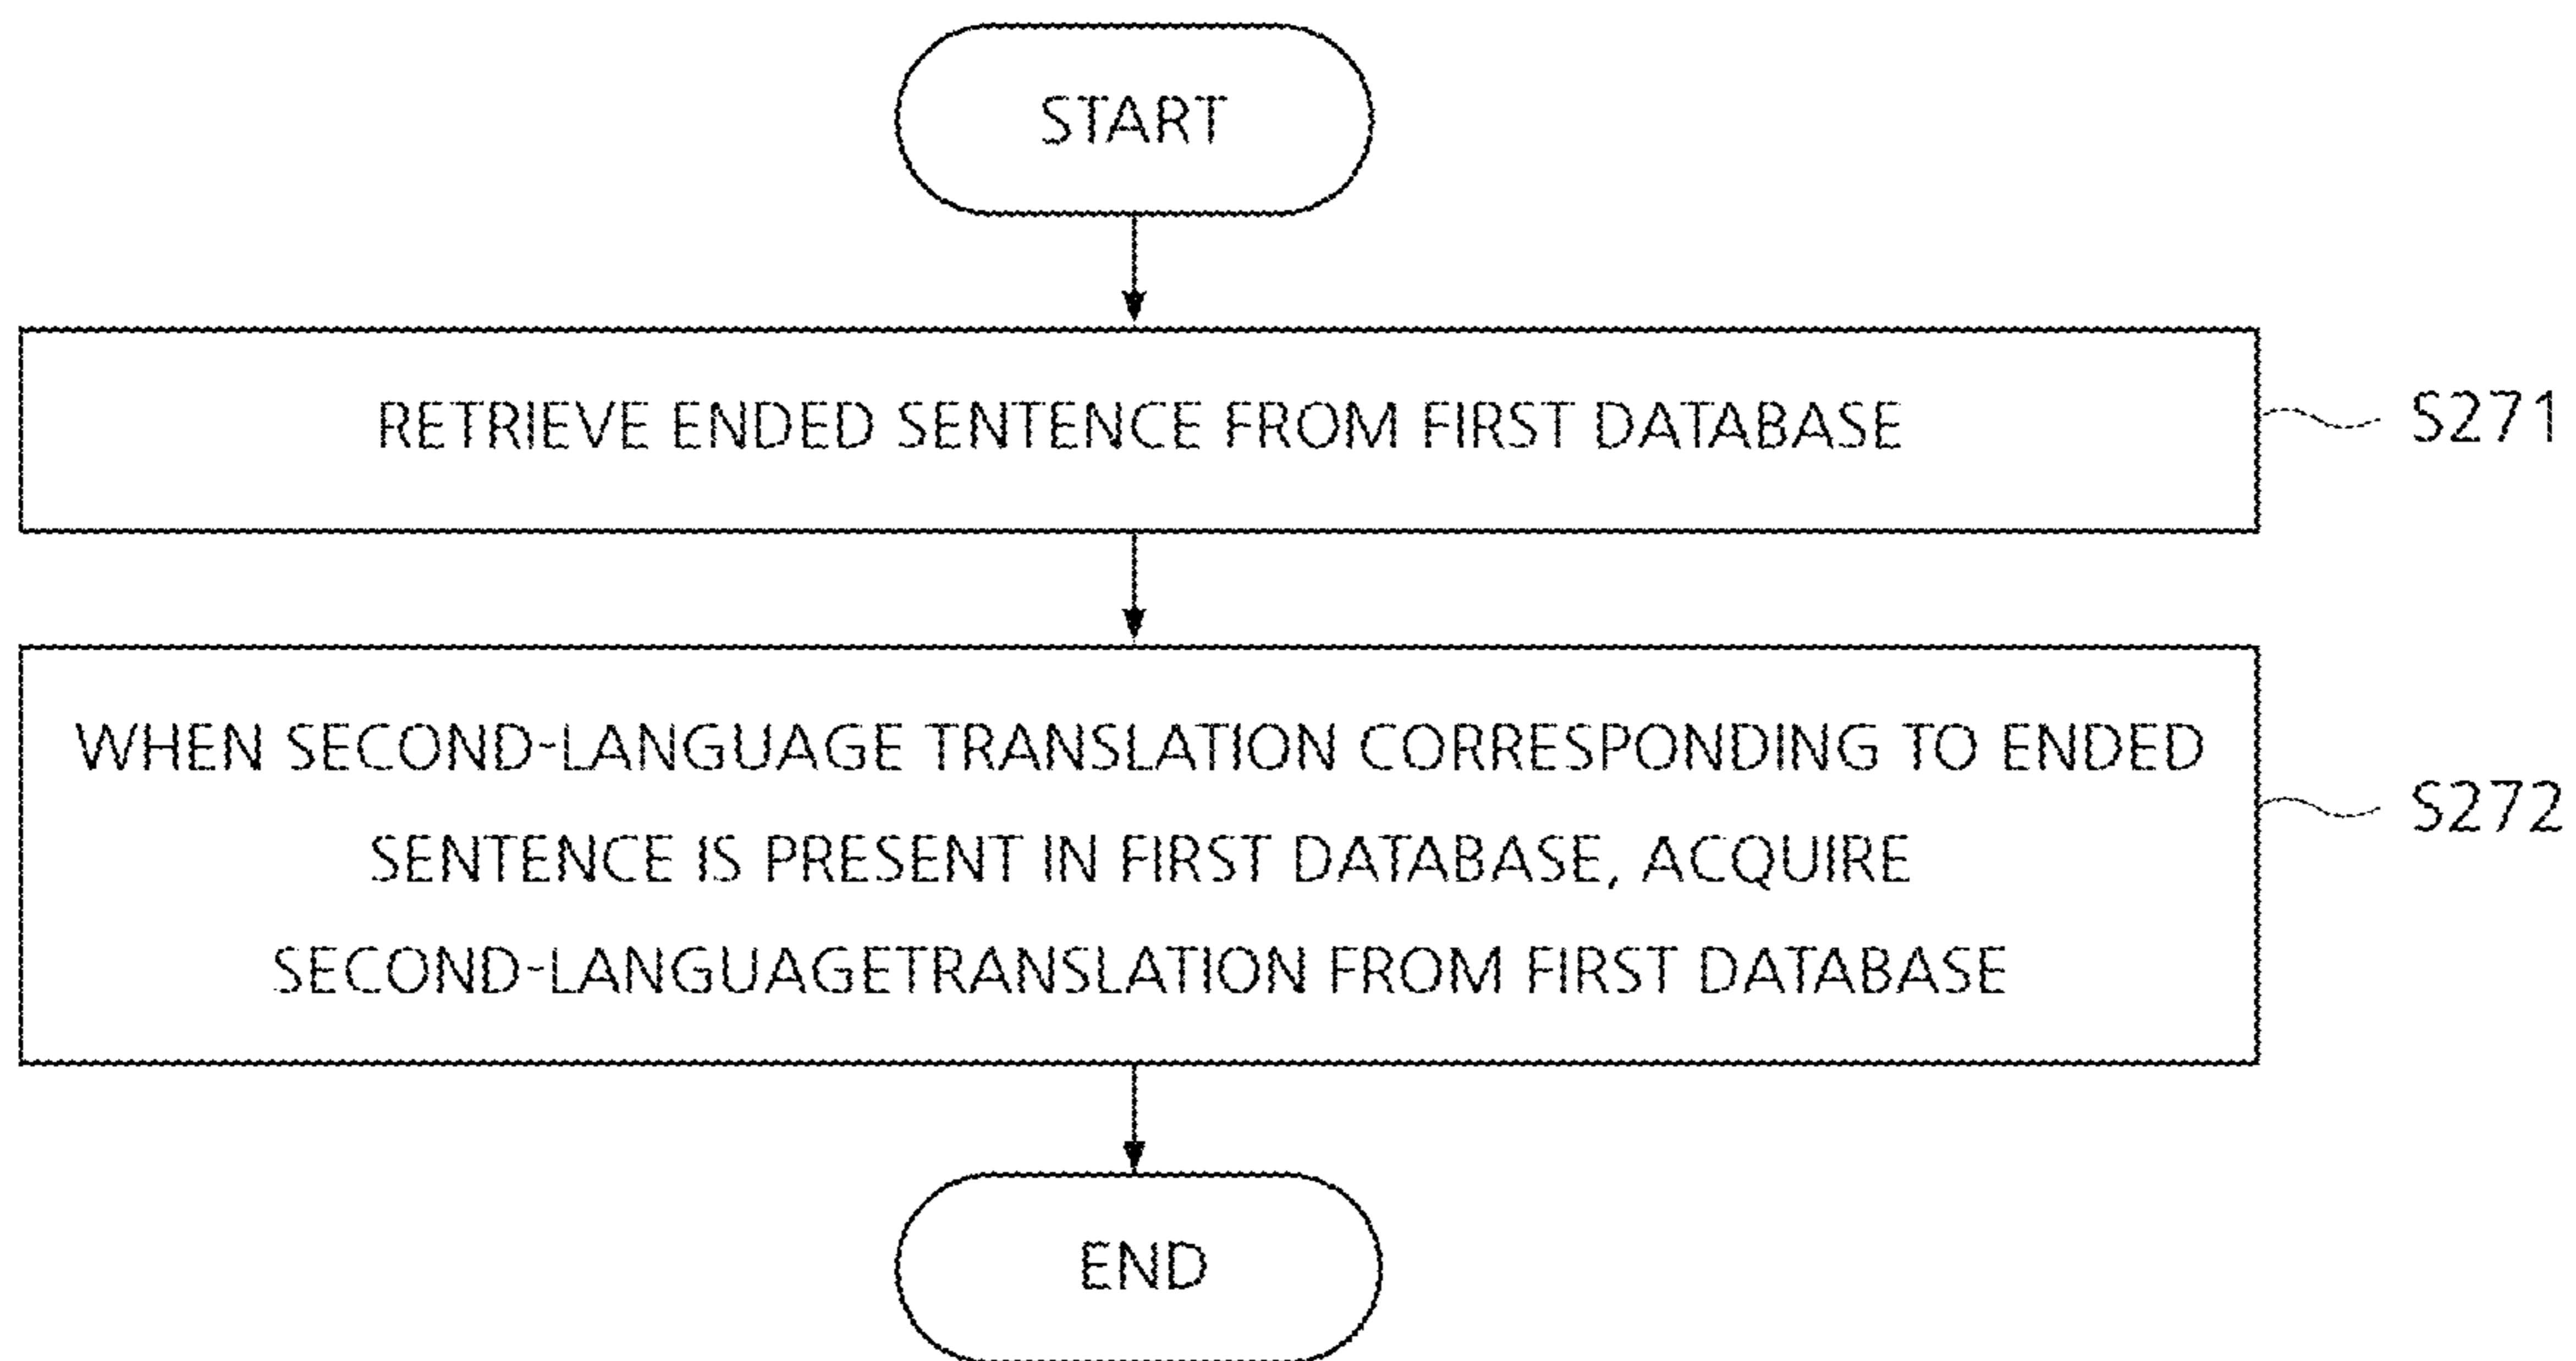 START
RETRIEVE ENDED SENTENCE FROM FIRST DATABASE
S271
WHEN SECOND-LANGUAGE TRANSLATION CORRESPONDING TO ENDED
SENTENCE IS PRESENT IN FIRST DATABASE, ACQUIRE
SECOND-LANGUAGETRANSLATION FROM FIRST DATABASE
S272
END